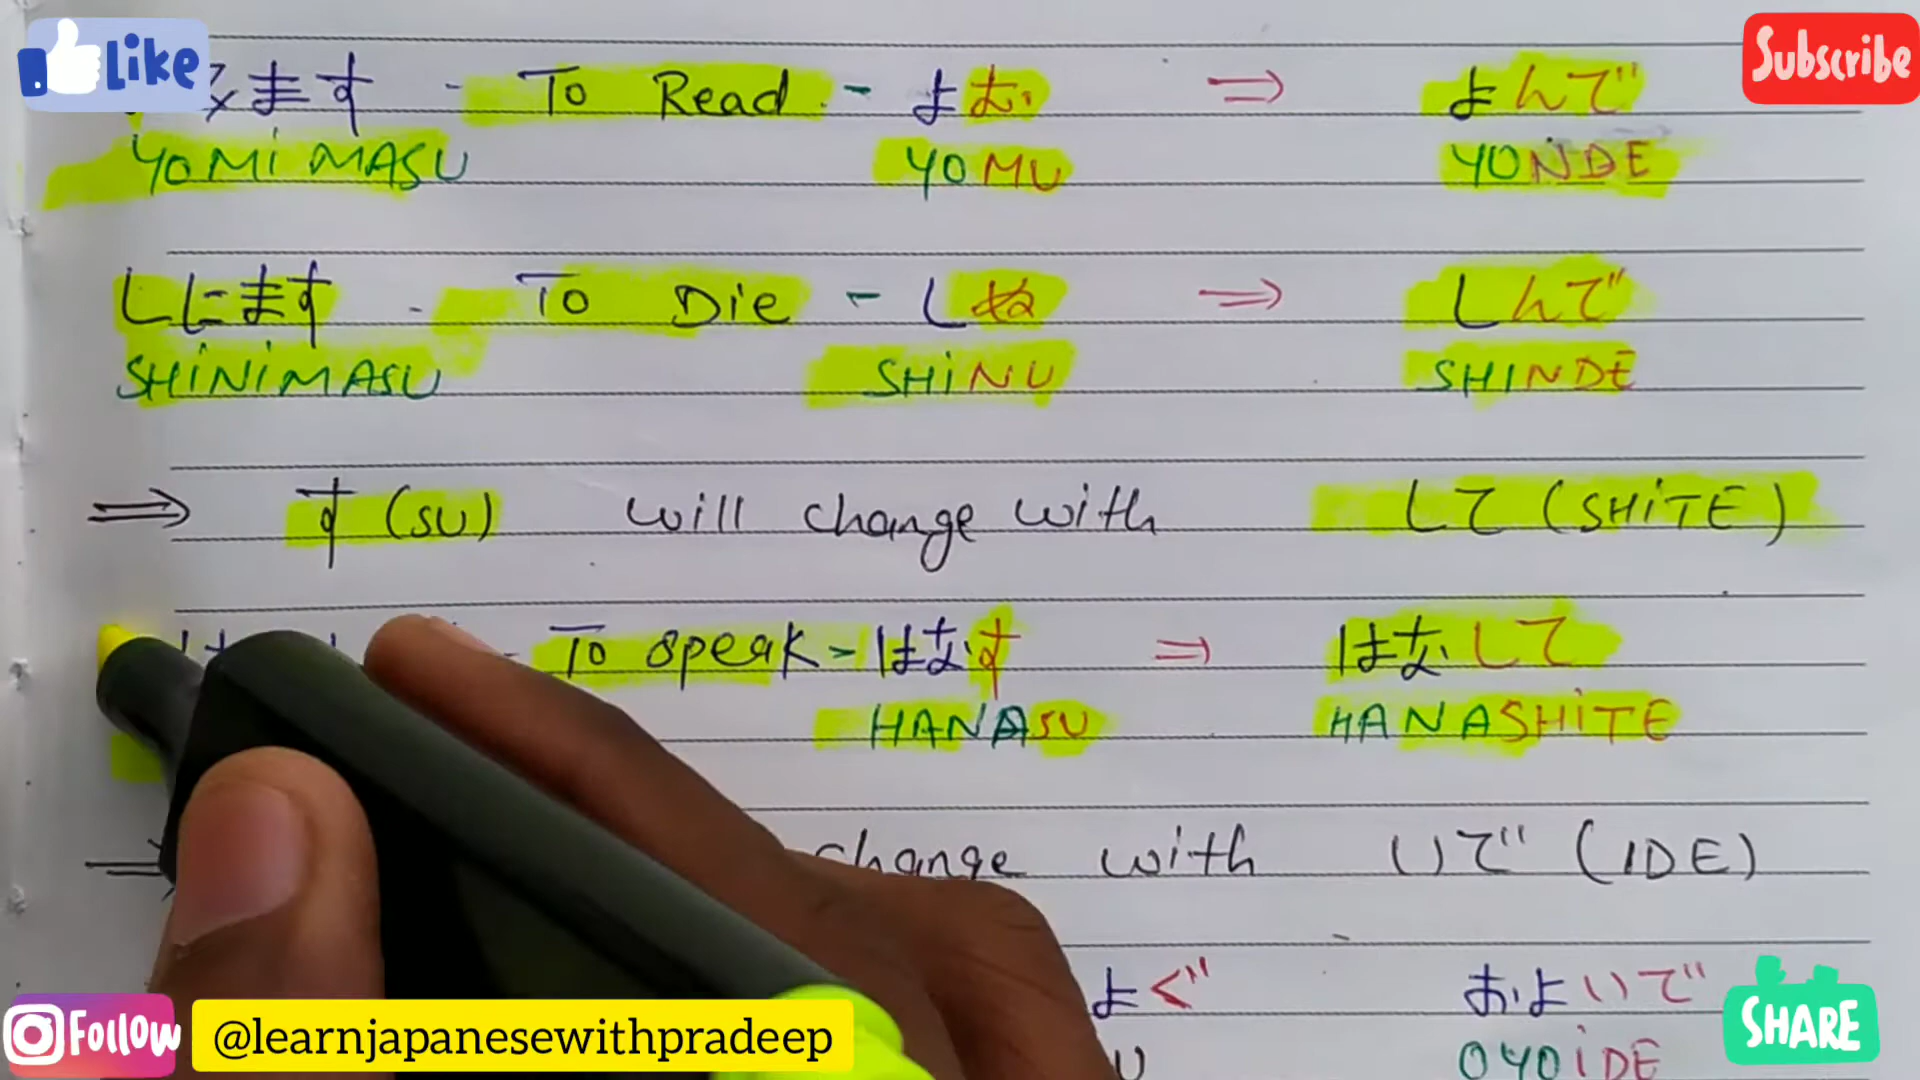 Like
Subscribe
みます - To Read - よむ ⇒ よんで
YOMiMASU YOMU YONDE
しにます - To Die - しぬ ⇒ しんで
SHiNiMASU SHiNU SHINDE
⇒ す (SU) will change with して (SHiTE)
To speak - はなす ⇒ はなして
HANASU HANASHiTE
change with いで (IDE)
よぐ およいで
U OYOiDE
Follow @learnjapanesewithpradeep
SHARE